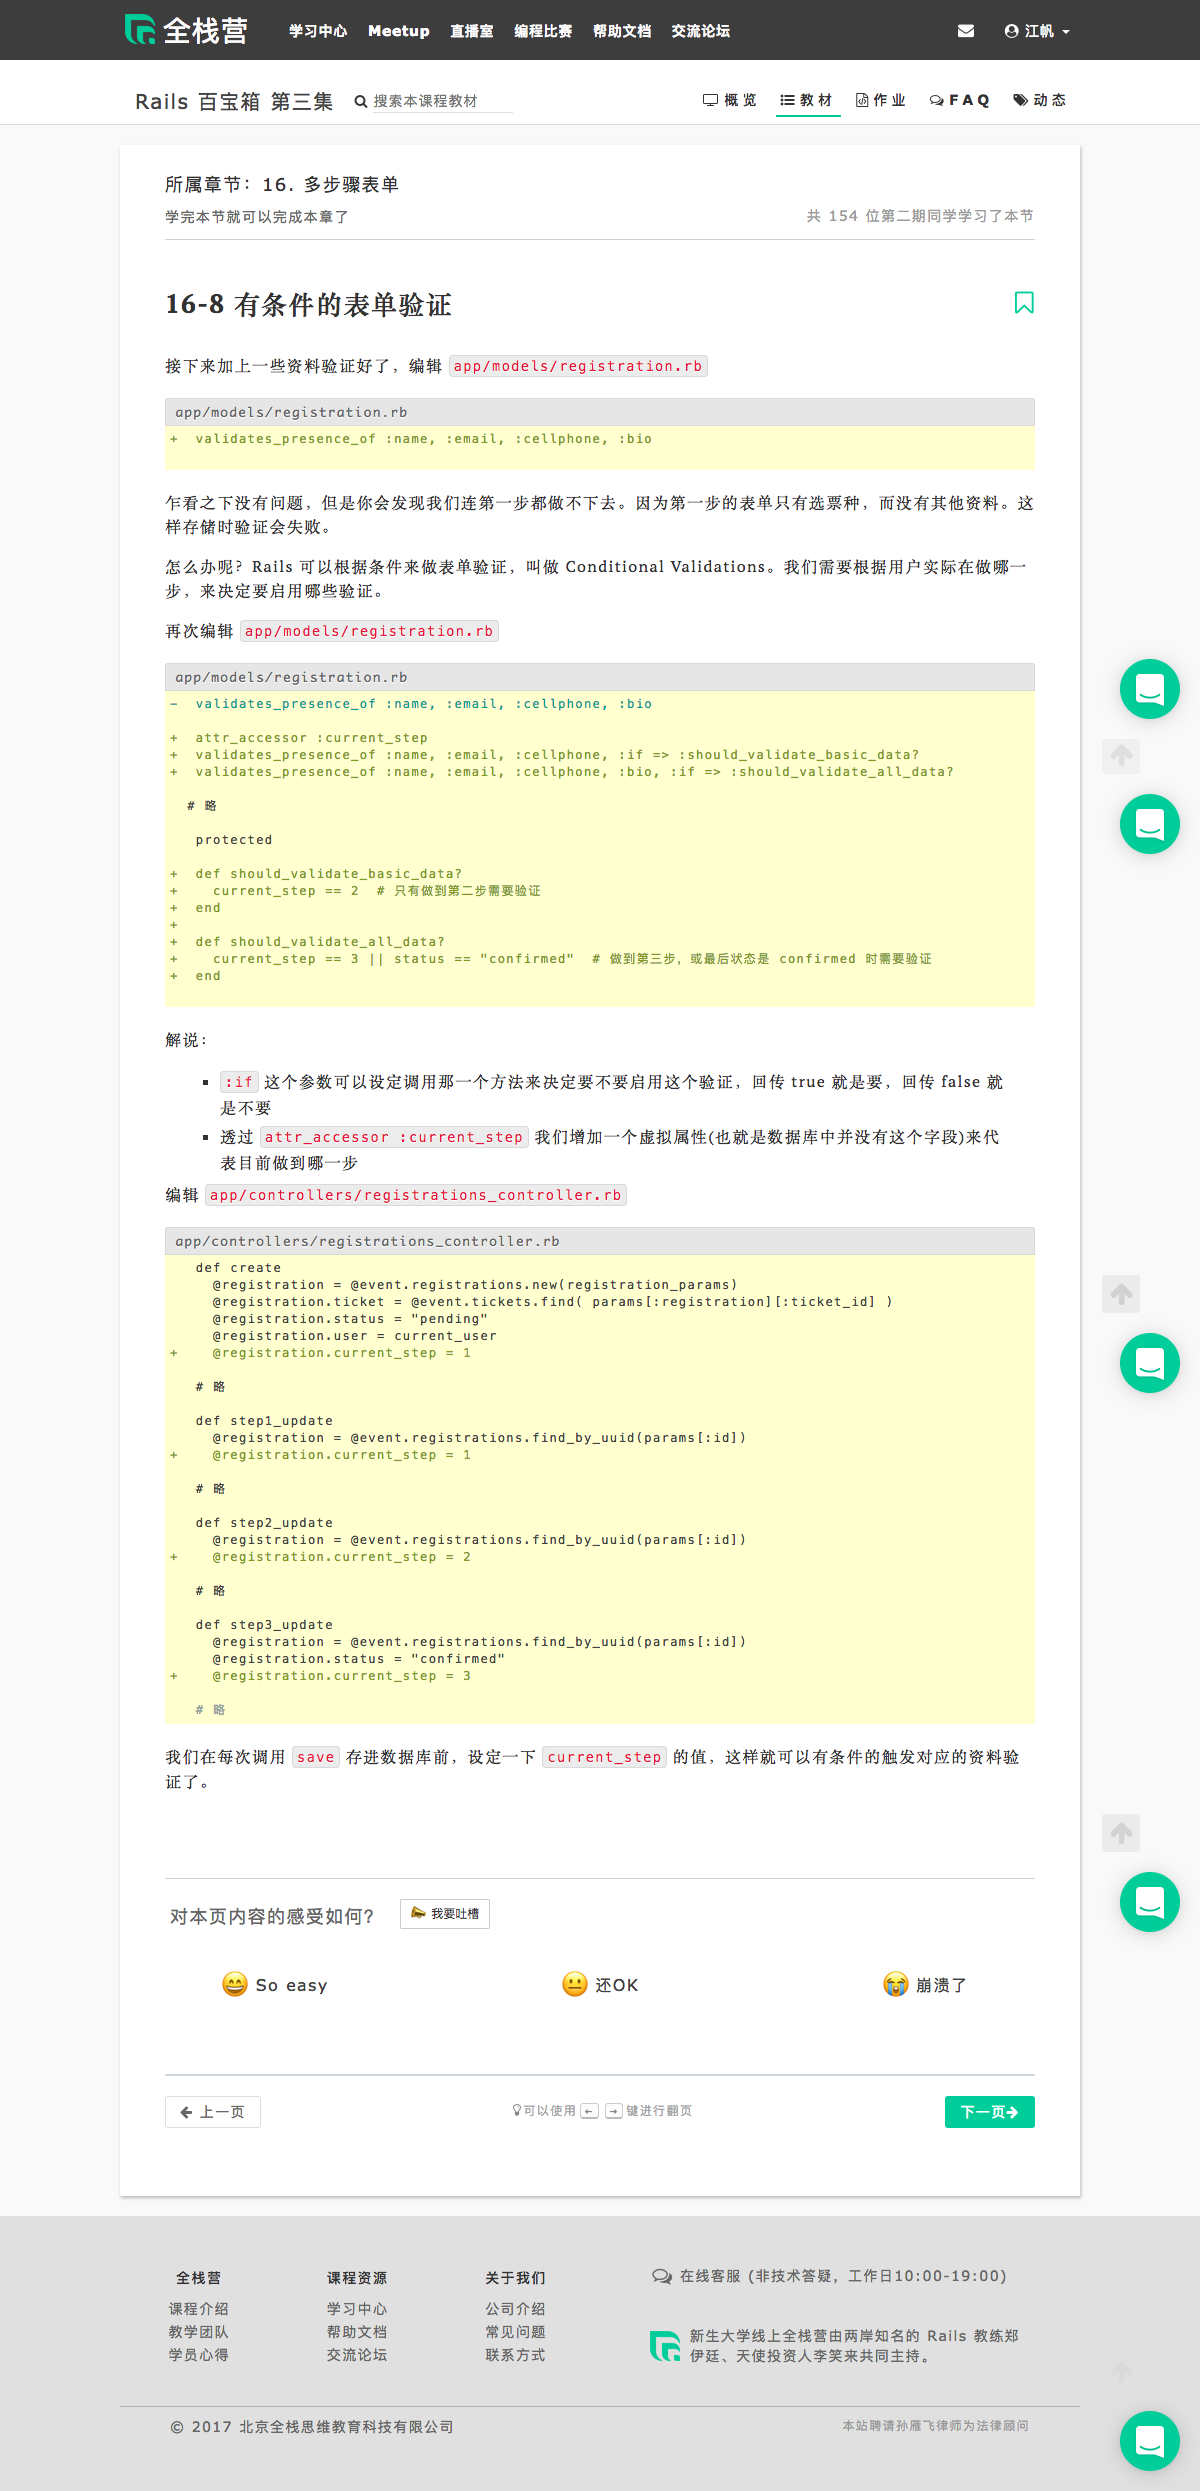 全栈营 学习中心 Meetup 直播室 编程比赛 帮助文档 交流论坛 江帆
Rails 百宝箱 第三集 搜索本课程教材 概览 教材 作业 FAQ 动态
所属章节：16. 多步骤表单
学完本节就可以完成本章了 共 154 位第二期同学学习了本节
16-8 有条件的表单验证
接下来加上一些资料验证好了，编辑 app/models/registration.rb
app/models/registration.rb
+  validates_presence_of :name, :email, :cellphone, :bio
乍看之下没有问题，但是你会发现我们连第一步都做不下去。因为第一步的表单只有选票种，而没有其他资料。这
样存储时验证会失败。
怎么办呢？Rails 可以根据条件来做表单验证，叫做 Conditional Validations。我们需要根据用户实际在做哪一
步，来决定要启用哪些验证。
再次编辑 app/models/registration.rb
app/models/registration.rb
-  validates_presence_of :name, :email, :cellphone, :bio
+  attr_accessor :current_step
+  validates_presence_of :name, :email, :cellphone, :if => :should_validate_basic_data?
+  validates_presence_of :name, :email, :cellphone, :bio, :if => :should_validate_all_data?
# 略
protected
+  def should_validate_basic_data?
+    current_step == 2  # 只有做到第二步需要验证
+  end
+
+  def should_validate_all_data?
+    current_step == 3 || status == "confirmed"  # 做到第三步，或最后状态是 confirmed 时需要验证
+  end
解说：
▪ :if 这个参数可以设定调用那一个方法来决定要不要启用这个验证，回传 true 就是要，回传 false 就
是不要
▪ 透过 attr_accessor :current_step 我们增加一个虚拟属性(也就是数据库中并没有这个字段)来代
表目前做到哪一步
编辑 app/controllers/registrations_controller.rb
app/controllers/registrations_controller.rb
def create
@registration = @event.registrations.new(registration_params)
@registration.ticket = @event.tickets.find( params[:registration][:ticket_id] )
@registration.status = "pending"
@registration.user = current_user
+    @registration.current_step = 1
# 略
def step1_update
@registration = @event.registrations.find_by_uuid(params[:id])
+    @registration.current_step = 1
# 略
def step2_update
@registration = @event.registrations.find_by_uuid(params[:id])
+    @registration.current_step = 2
# 略
def step3_update
@registration = @event.registrations.find_by_uuid(params[:id])
@registration.status = "confirmed"
+    @registration.current_step = 3
# 略
我们在每次调用 save 存进数据库前，设定一下 current_step 的值，这样就可以有条件的触发对应的资料验
证了。
对本页内容的感受如何？ 我要吐槽
So easy 还OK 崩溃了
← 上一页 可以使用 ← → 键进行翻页 下一页→
全栈营 课程资源 关于我们 在线客服 (非技术答疑，工作日10:00-19:00)
课程介绍 学习中心 公司介绍
教学团队 帮助文档 常见问题
学员心得 交流论坛 联系方式
新生大学线上全栈营由两岸知名的 Rails 教练郑
伊廷、天使投资人李笑来共同主持。
© 2017 北京全栈思维教育科技有限公司 本站聘请孙雁飞律师为法律顾问